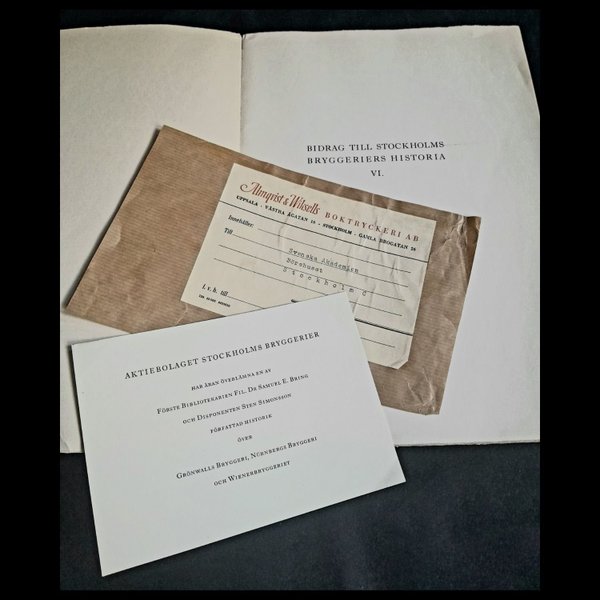 BIDRAG TILL STOCKHOLMS
BRYGGERIERS HISTORIA
VI.
Almqvist & Wiksells BOKTRYCKERI AB
UPPSALA · VÄSTRA ÅGATAN 16 · STOCKHOLM · GAMLA BROGATAN 26
Innehåller:
Till
Svenska Akademien
Börshuset
Stockholm C
f. v. b. till
AKTIEBOLAGET STOCKHOLMS BRYGGERIER
HAR ÄRAN ÖVERLÄMNA EN AV
FÖRSTE BIBLIOTEKARIEN FIL. DR SAMUEL E. BRING
OCH DISPONENTEN STEN SIMONSSON
FÖRFATTAD HISTORIK
ÖVER
GRÖNWALLS BRYGGERI, NÜRNBERGS BRYGGERI
OCH WIENERBRYGGERIET